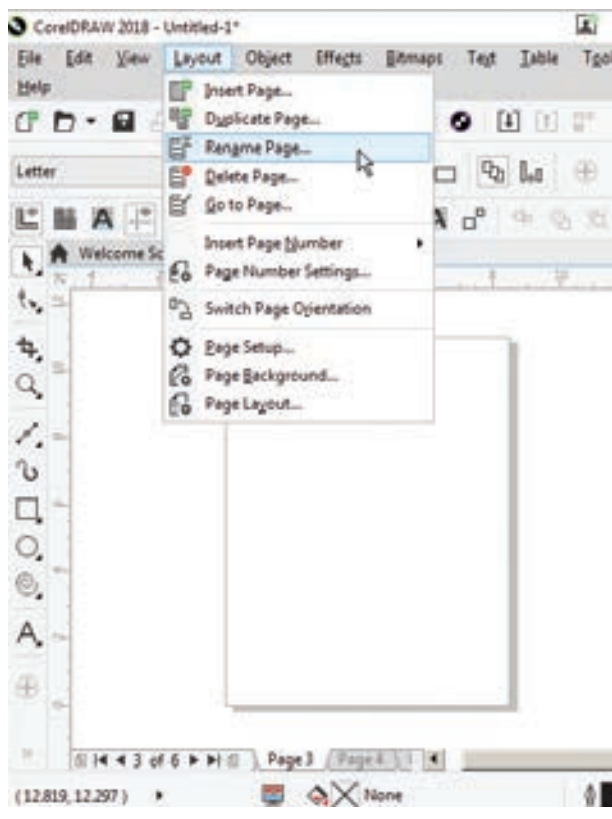 CorelDRAW 2018 - Untitled-1*
File Edit View Layout Object Effects Bitmaps Text Table
Help
Insert Page...
Duplicate Page...
Rename Page...
Letter
Delete Page...
Go to Page...
Insert Page Number
Welcome
Page Number Settings...
Switch Page Orientation
Page Setup...
Page Background...
Page Layout...
3 of 6 Page 3 Page 4
(12.819, 12.297) None